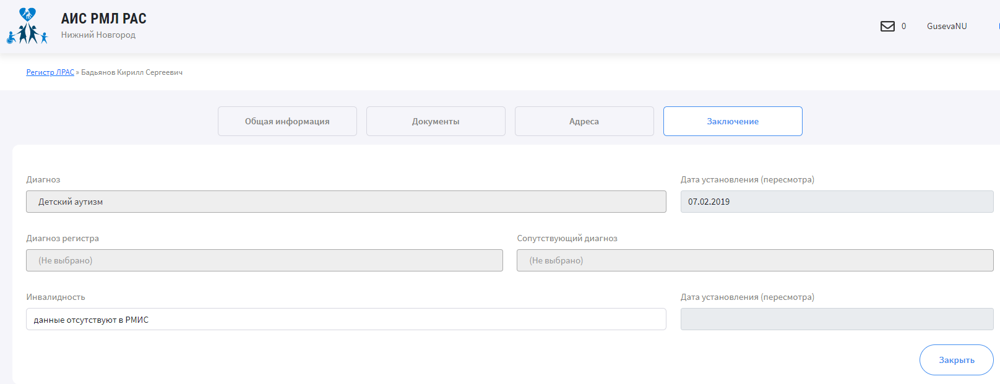 АИС РМЛ РАС
Нижний Новгород
0
GusevaNU
Регистр ЛРАС » Бадьянов Кирилл Сергеевич
Общая информация
Документы
Адреса
Заключение
Диагноз
Дата установления (пересмотра)
Детский аутизм
07.02.2019
Диагноз регистра
Сопутствующий диагноз
(Не выбрано)
(Не выбрано)
Инвалидность
Дата установления (пересмотра)
данные отсутствуют в РМИС
Закрыть